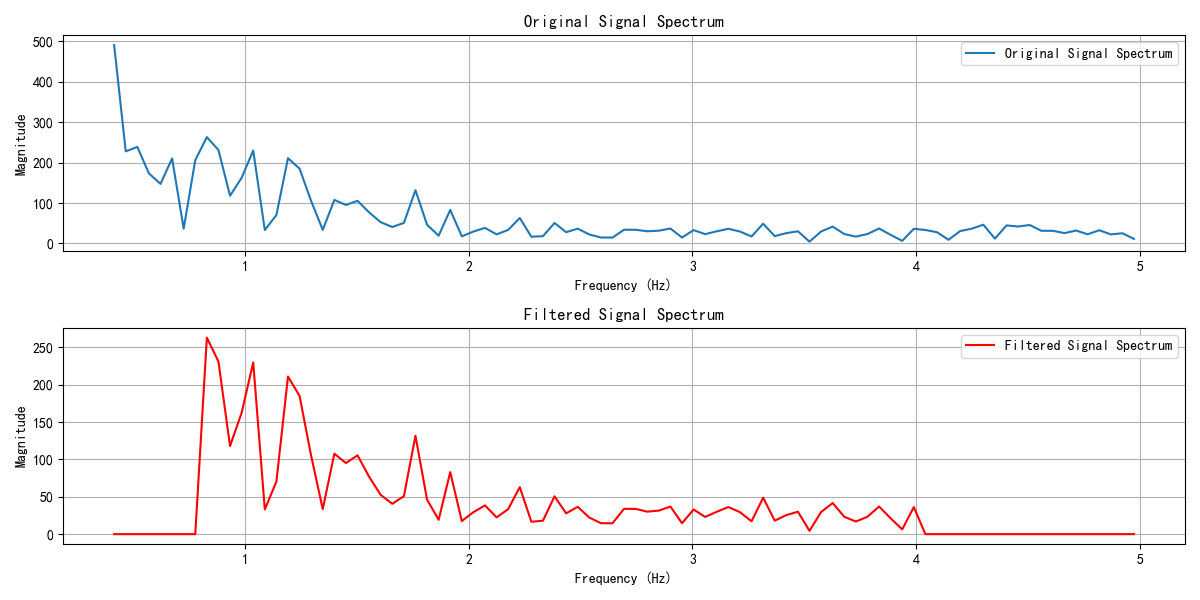 Original Signal Spectrum
500
400
300
200
100
0
Magnitude
Original Signal Spectrum
1 2 3 4 5
Frequency (Hz)
Filtered Signal Spectrum
250
200
150
100
50
0
Magnitude
Filtered Signal Spectrum
1 2 3 4 5
Frequency (Hz)